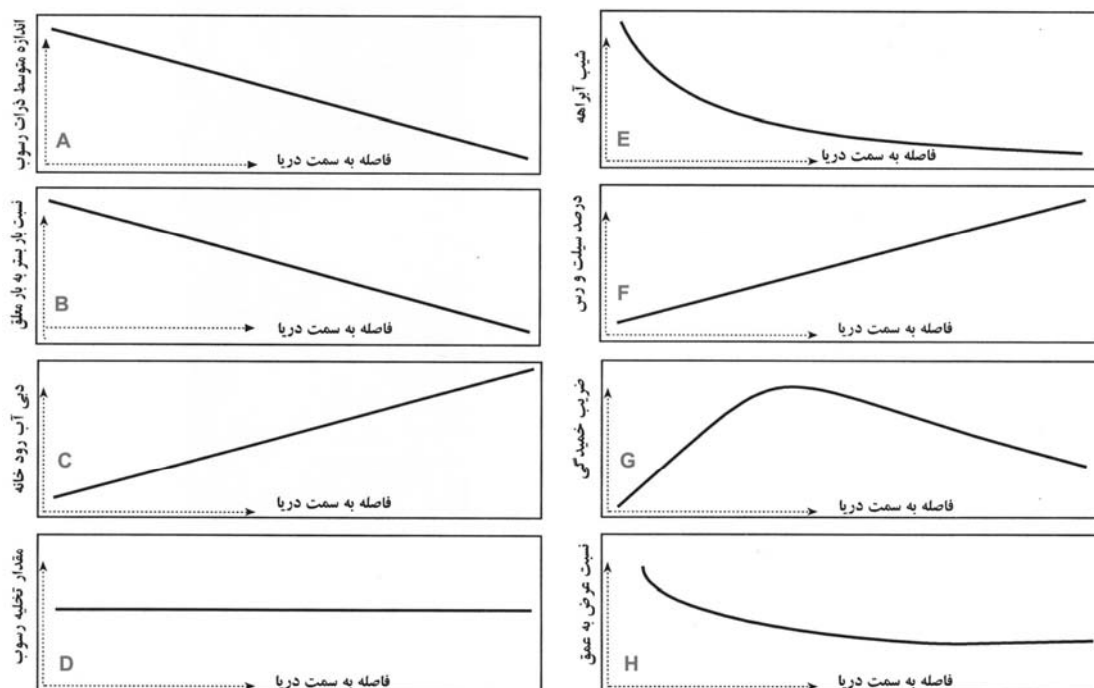 اندازه متوسط ذرات رسوب
A
فاصله به سمت دریا
نسبت بار بستر به بار معلق
B
فاصله به سمت دریا
دبی آب رود خانه
C
فاصله به سمت دریا
مقدار تخلیه رسوب
D
فاصله به سمت دریا
شیب آبراهه
E
فاصله به سمت دریا
درصد سیلت و رس
F
فاصله به سمت دریا
ضریب خمیدگی
G
فاصله به سمت دریا
نسبت عرض به عمق
H
فاصله به سمت دریا